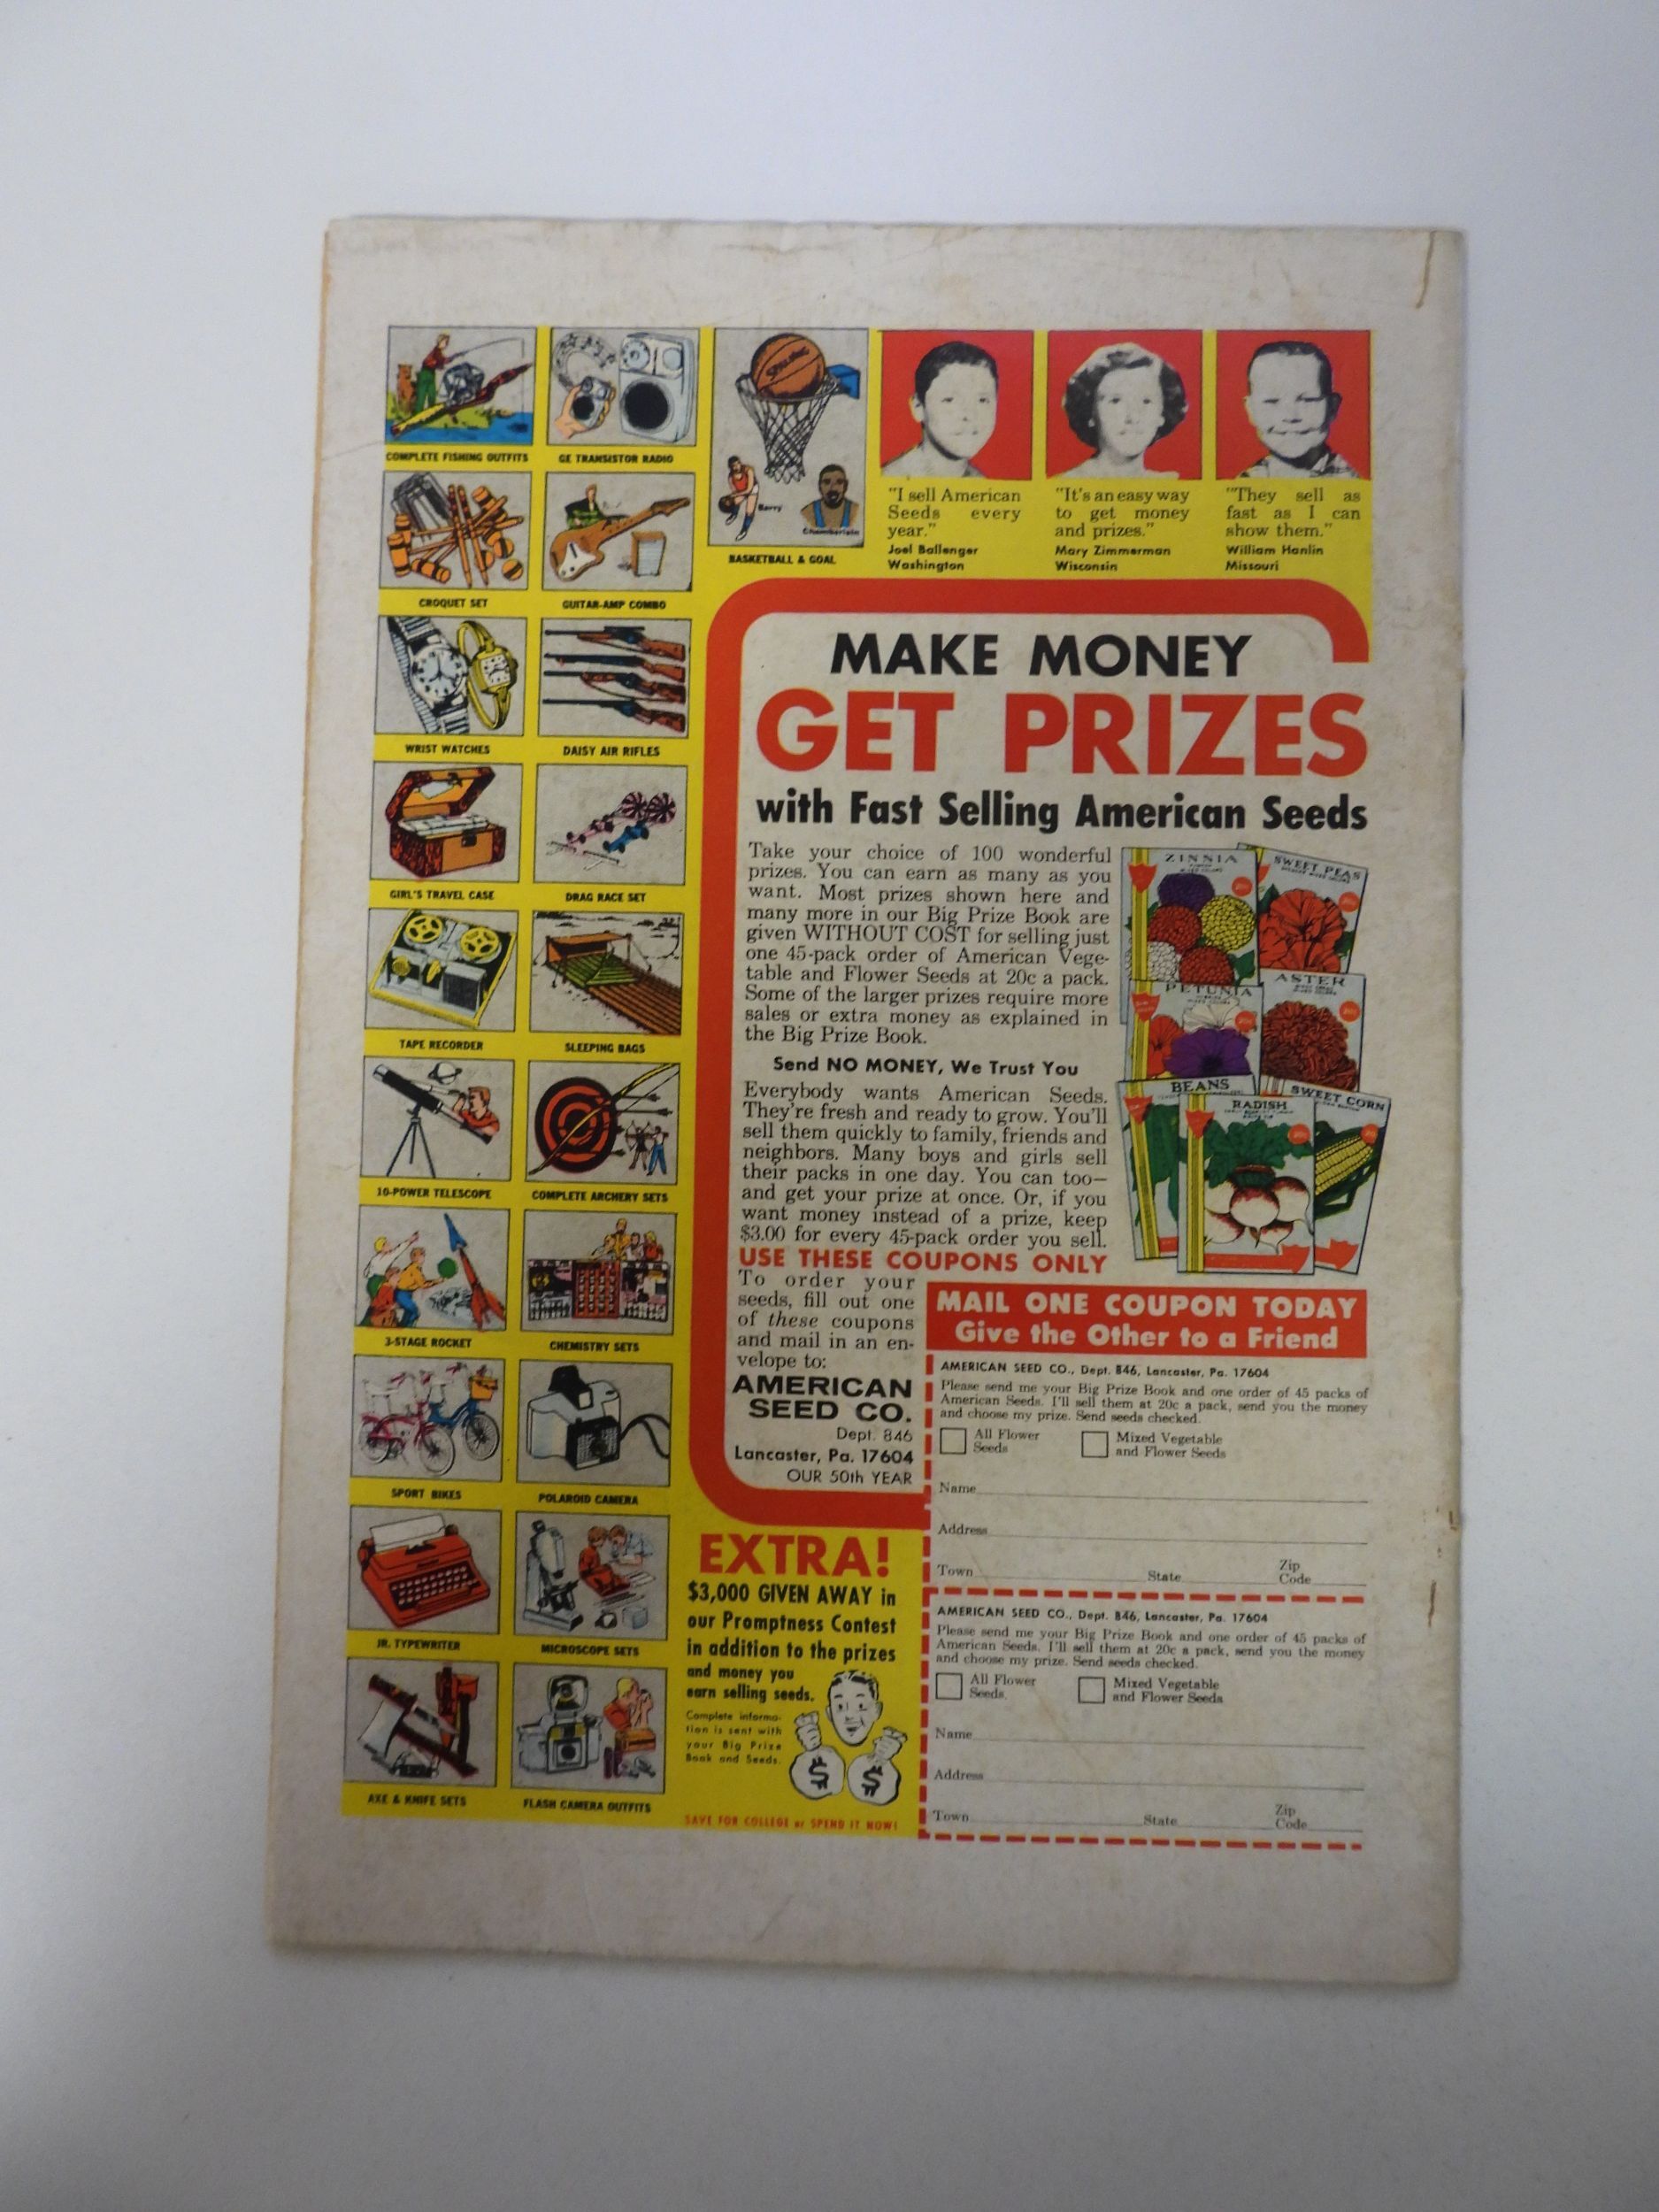 COMPLETE FISHING OUTFITS
GE TRANSISTOR RADIO
SPALDING
Barry
Chamberlain
BASKETBALL & GOAL
CROQUET SET
GUITAR-AMP COMBO
WRIST WATCHES
DAISY AIR RIFLES
GIRL'S TRAVEL CASE
DRAG RACE SET
TAPE RECORDER
SLEEPING BAGS
10-POWER TELESCOPE
COMPLETE ARCHERY SETS
3-STAGE ROCKET
CHEMISTRY SETS
SPORT BIKES
POLAROID CAMERA
JR. TYPEWRITER
MICROSCOPE SETS
AXE & KNIFE SETS
FLASH CAMERA OUTFITS
"I sell American
Seeds every
year."
Joel Ballenger
Washington
"It's an easy way
to get money
and prizes."
Mary Zimmerman
Wisconsin
"They sell as
fast as I can
show them."
William Hanlin
Missouri
MAKE MONEY
GET PRIZES
with Fast Selling American Seeds
Take your choice of 100 wonderful
prizes. You can earn as many as you
want. Most prizes shown here and
many more in our Big Prize Book are
given WITHOUT COST for selling just
one 45-pack order of American Vege-
table and Flower Seeds at 20c a pack.
Some of the larger prizes require more
sales or extra money as explained in
the Big Prize Book.
Send NO MONEY, We Trust You
Everybody wants American Seeds.
They're fresh and ready to grow. You'll
sell them quickly to family, friends and
neighbors. Many boys and girls sell
their packs in one day. You can too—
and get your prize at once. Or, if you
want money instead of a prize, keep
$3.00 for every 45-pack order you sell.
USE THESE COUPONS ONLY
To order your
seeds, fill out one
of these coupons
and mail in an en-
velope to:
AMERICAN
SEED CO.
Dept. 846
Lancaster, Pa. 17604
OUR 50th YEAR
ZINNIA
SWEET PEAS
PETUNIA
ASTER
BEANS
RADISH
SWEET CORN
MAIL ONE COUPON TODAY
Give the Other to a Friend
AMERICAN SEED CO., Dept. 846, Lancaster, Pa. 17604
Please send me your Big Prize Book and one order of 45 packs of
American Seeds. I'll sell them at 20c a pack, send you the money
and choose my prize. Send seeds checked.
All Flower
Seeds
Mixed Vegetable
and Flower Seeds
Name
Address
Town State Zip
Code
AMERICAN SEED CO., Dept. 846, Lancaster, Pa. 17604
Please send me your Big Prize Book and one order of 45 packs of
American Seeds. I'll sell them at 20c a pack, send you the money
and choose my prize. Send seeds checked.
All Flower
Seeds
Mixed Vegetable
and Flower Seeds
Name
Address
Town State Zip
Code
EXTRA!
$3,000 GIVEN AWAY in
our Promptness Contest
in addition to the prizes
and money you
earn selling seeds.
Complete informa-
tion is sent with
your Big Prize
Book and Seeds.
$ $
SAVE FOR COLLEGE or SPEND IT NOW!